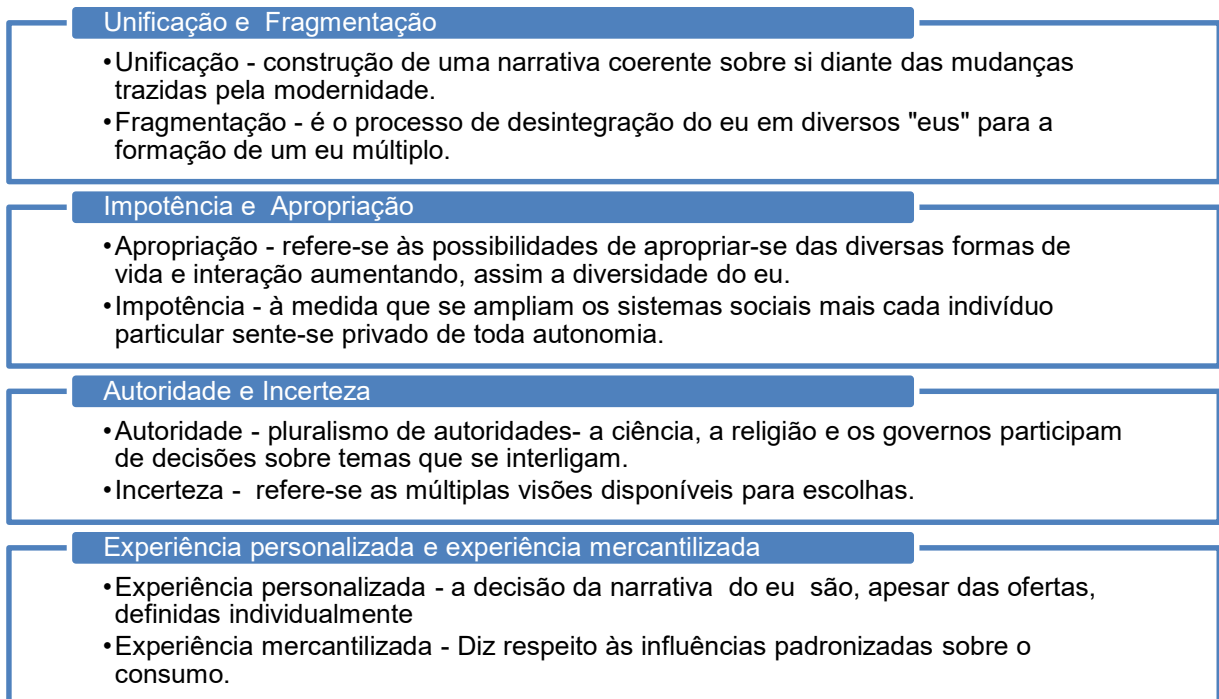 Unificação e  Fragmentação
•Unificação - construção de uma narrativa coerente sobre si diante das mudanças
trazidas pela modernidade.
•Fragmentação - é o processo de desintegração do eu em diversos "eus" para a
formação de um eu múltiplo.
Impotência e  Apropriação
•Apropriação - refere-se às possibilidades de apropriar-se das diversas formas de
vida e interação aumentando, assim a diversidade do eu.
•Impotência - à medida que se ampliam os sistemas sociais mais cada indivíduo
particular sente-se privado de toda autonomia.
Autoridade e Incerteza
•Autoridade - pluralismo de autoridades- a ciência, a religião e os governos participam
de decisões sobre temas que se interligam.
•Incerteza -  refere-se as múltiplas visões disponíveis para escolhas.
Experiência personalizada e experiência mercantilizada
•Experiência personalizada - a decisão da narrativa  do eu  são, apesar das ofertas,
definidas individualmente
•Experiência mercantilizada - Diz respeito às influências padronizadas sobre o
consumo.